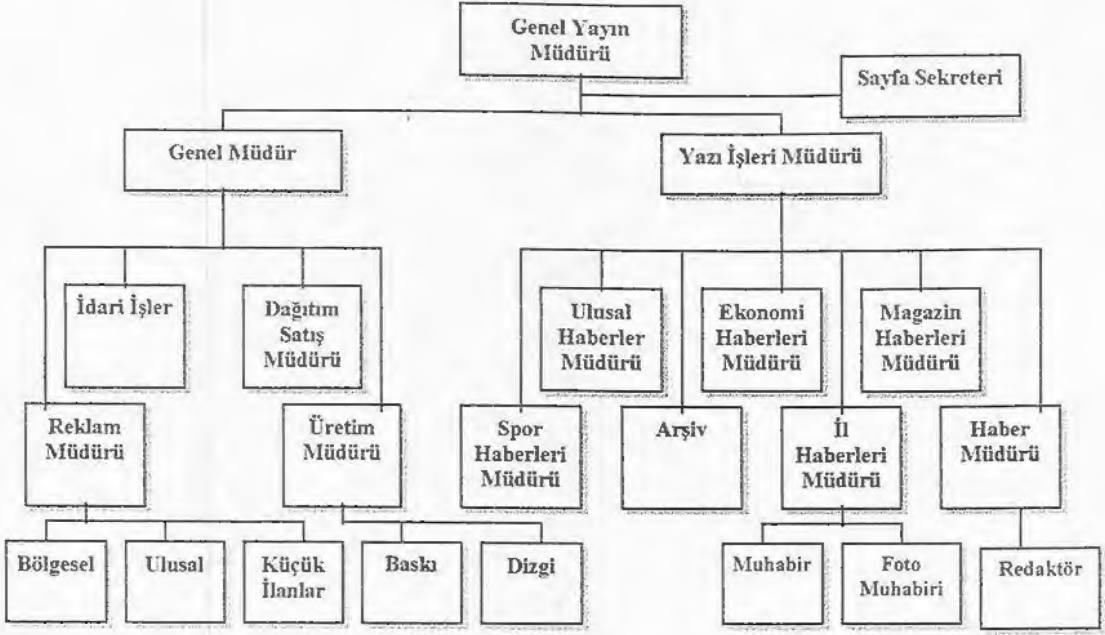 Genel Yayın
Müdürü
Sayfa Sekreteri
Genel Müdür
Yazı İşleri Müdürü
İdari İşler
Dağıtım
Satış
Müdürü
Ulusal
Haberler
Müdürü
Ekonomi
Haberleri
Müdürü
Magazin
Haberleri
Müdürü
Reklam
Müdürü
Üretim
Müdürü
Spor
Haberleri
Müdürü
Arşiv
İl
Haberleri
Müdürü
Haber
Müdürü
Bölgesel
Ulusal
Küçük
İlanlar
Baskı
Dizgi
Muhabir
Foto
Muhabiri
Redaktör